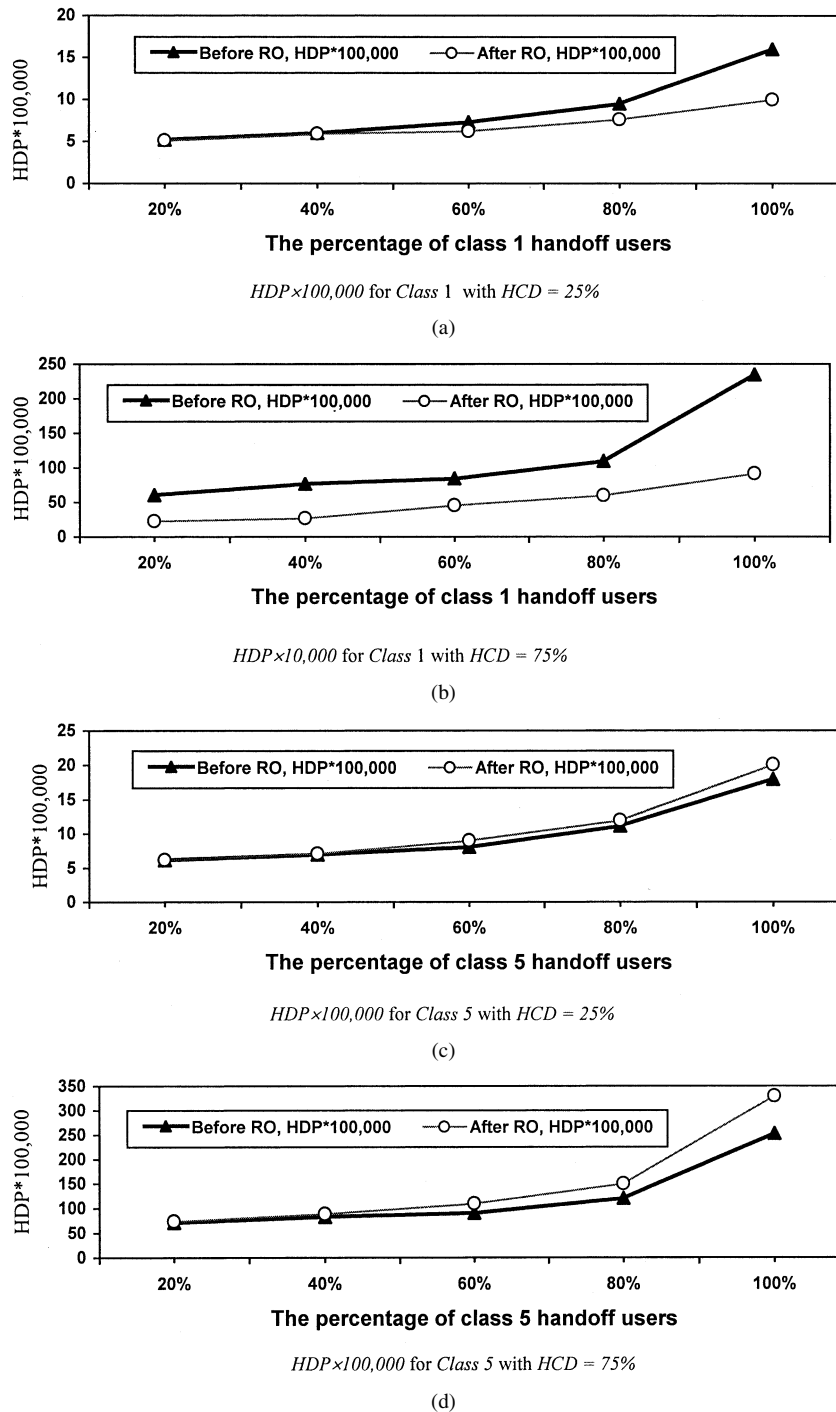 20
15
10
5
0
HDP*100,000
Before RO, HDP*100,000 After RO, HDP*100,000
20% 40% 60% 80% 100%
The percentage of class 1 handoff users
HDP×100,000 for Class 1 with HCD = 25%
(a)
250
200
150
100
50
0
HDP*100,000
Before RO, HDP*100,000 After RO, HDP*100,000
20% 40% 60% 80% 100%
The percentage of class 1 handoff users
HDP×10,000 for Class 1 with HCD = 75%
(b)
25
20
15
10
5
0
HDP*100,000
Before RO, HDP*100,000 After RO, HDP*100,000
20% 40% 60% 80% 100%
The percentage of class 5 handoff users
HDP×100,000 for Class 5 with HCD = 25%
(c)
350
300
250
200
150
100
50
0
HDP*100,000
Before RO, HDP*100,000 After RO, HDP*100,000
20% 40% 60% 80% 100%
The percentage of class 5 handoff users
HDP×100,000 for Class 5 with HCD = 75%
(d)